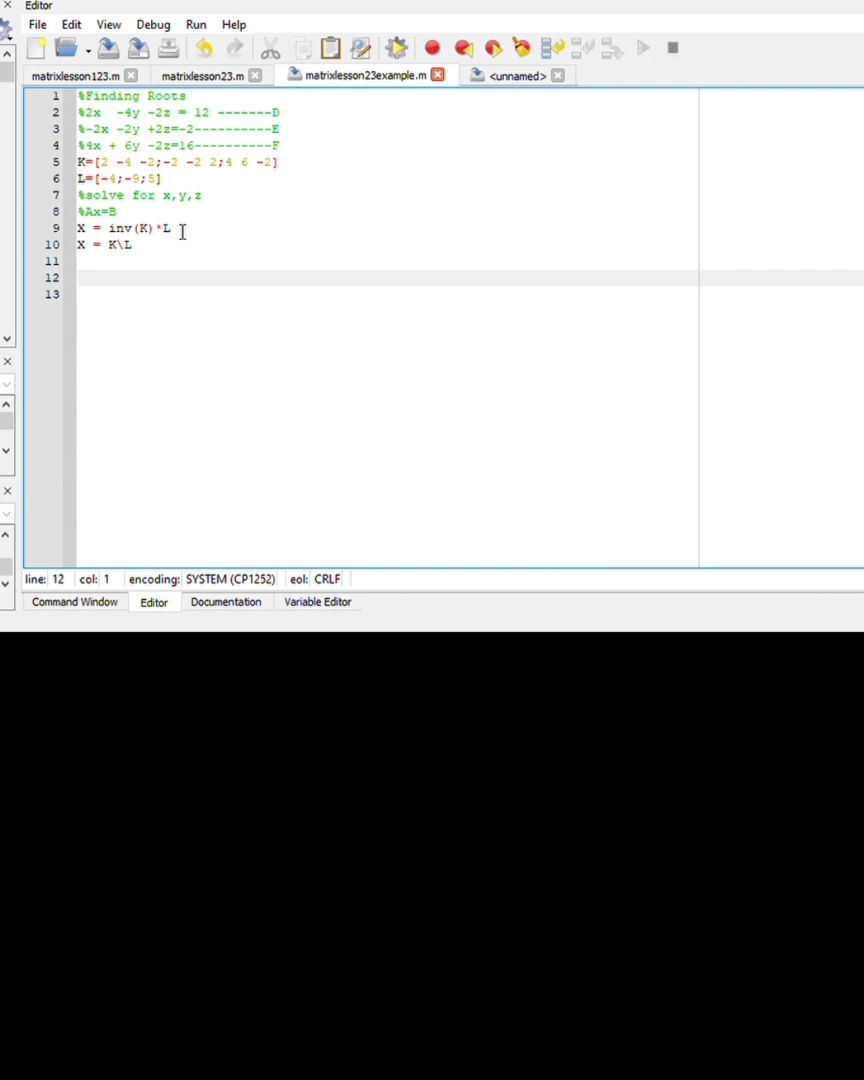 Editor
File Edit View Debug Run Help
matrixlesson123.m matrixlesson23.m matrixlesson23example.m <unnamed>
1 %Finding Roots
2 %2x -4y -2z = 12 -------D
3 %-2x -2y +2z=-2----------E
4 %4x + 6y -2z=16----------F
5 K=[2 -4 -2;-2 -2 2;4 6 -2]
6 L=[-4;-9;5]
7 %solve for x,y,z
8 %Ax=B
9 X = inv(K)*L
10 X = K\L
11
12
13
line: 12 col: 1 encoding: SYSTEM (CP1252) eol: CRLF
Command Window Editor Documentation Variable Editor